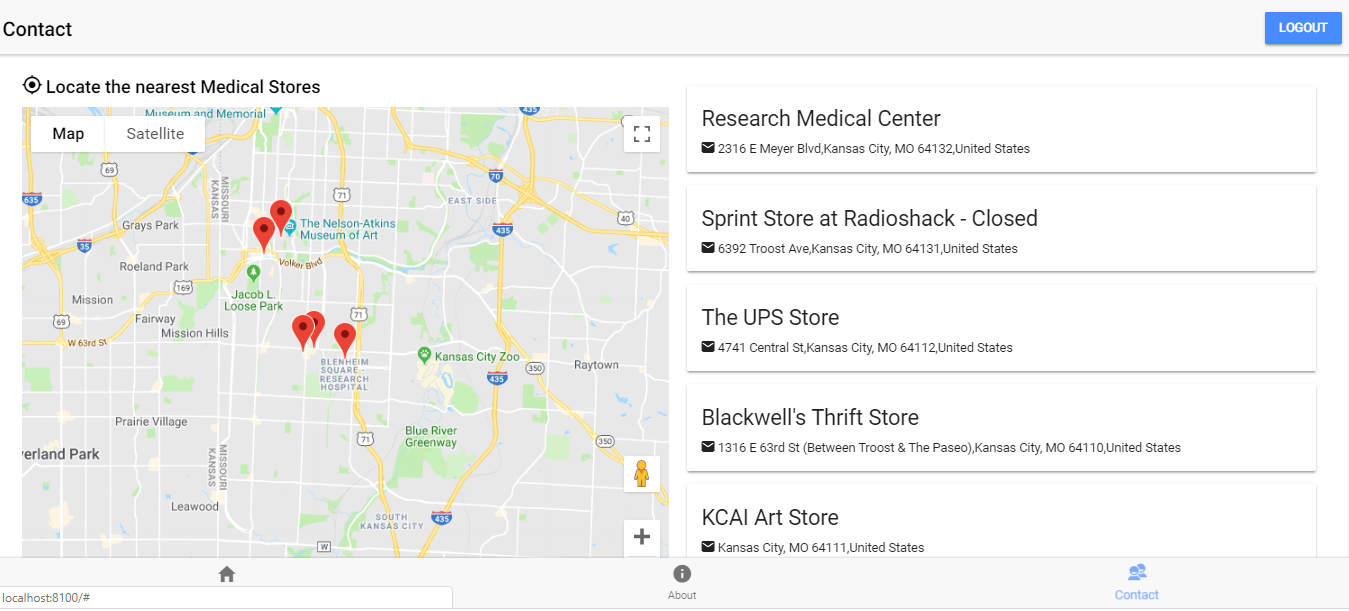 Contact
LOGOUT
Locate the nearest Medical Stores
Museum and Memorial
435
Map
Satellite
69
MISSOURI
KANSAS
635
71
70
EAST SIDE
40
435
The Nelson-Atkins
Museum of Art
Grays Park
35
Volker Blvd
Roeland Park
169
Jacob L.
Loose Park
Mission
69
Fairway
Mission Hills
W 63rd St
71
BLENHEIM
SQUARE -
RESEARCH
HOSPITAL
Kansas City Zoo
350
Raytown
435
Prairie Village
Blue River
Greenway
71
350
erland Park
MISSOURI
KANSAS
Leawood
SOUTH
KANSAS CITY
435
W
Research Medical Center
2316 E Meyer Blvd,Kansas City, MO 64132,United States
Sprint Store at Radioshack - Closed
6392 Troost Ave,Kansas City, MO 64131,United States
The UPS Store
4741 Central St,Kansas City, MO 64112,United States
Blackwell's Thrift Store
1316 E 63rd St (Between Troost & The Paseo),Kansas City, MO 64110,United States
KCAI Art Store
Kansas City, MO 64111,United States
About
Contact
localhost:8100/#